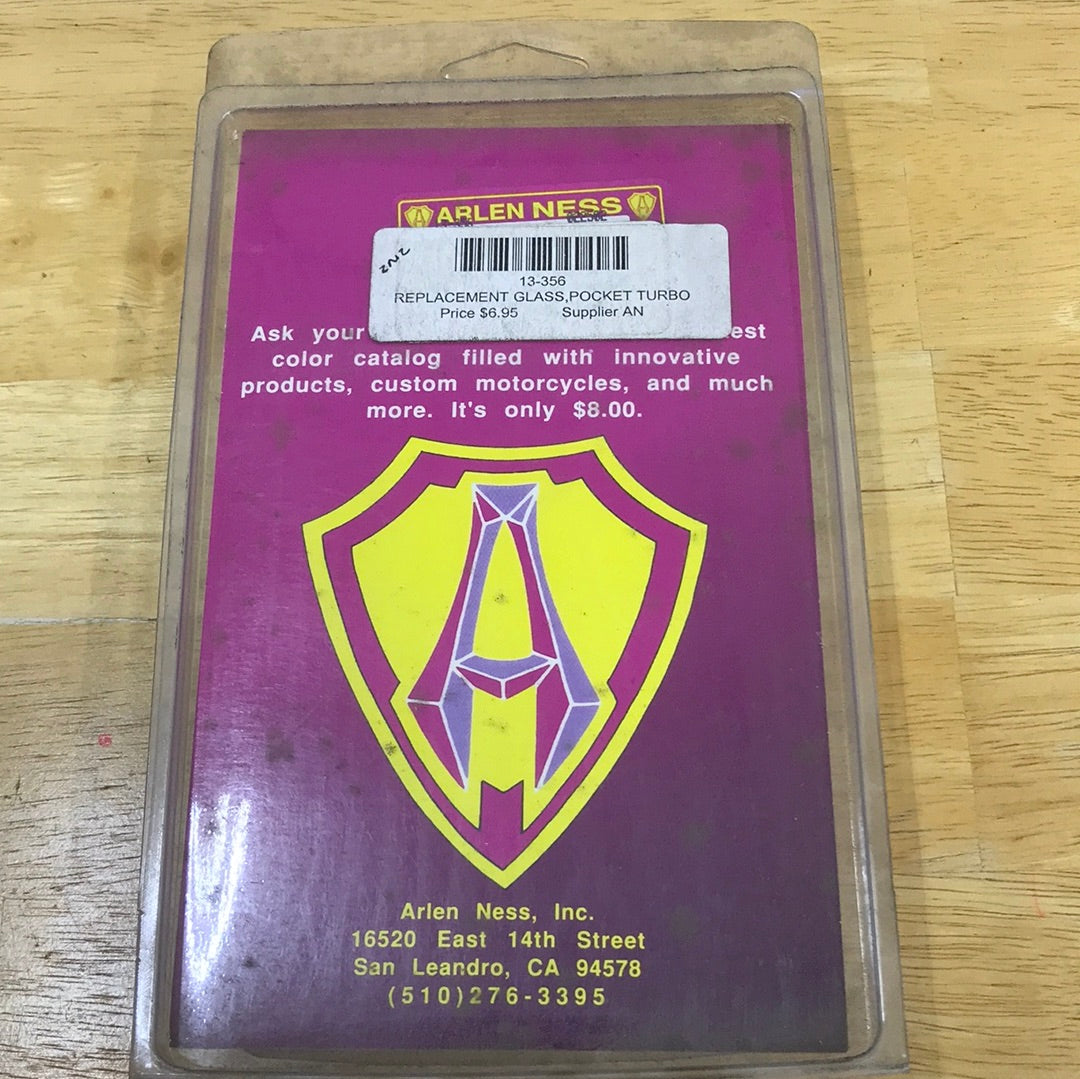 ARLEN NESS
13-356
REPLACEMENT GLASS,POCKET TURBO
Price $6.95 Supplier AN
Ask your est
color catalog filled with innovative
products, custom motorcycles, and much
more. It's only $8.00.
A
Arlen Ness, Inc.
16520 East 14th Street
San Leandro, CA 94578
(510)276-3395